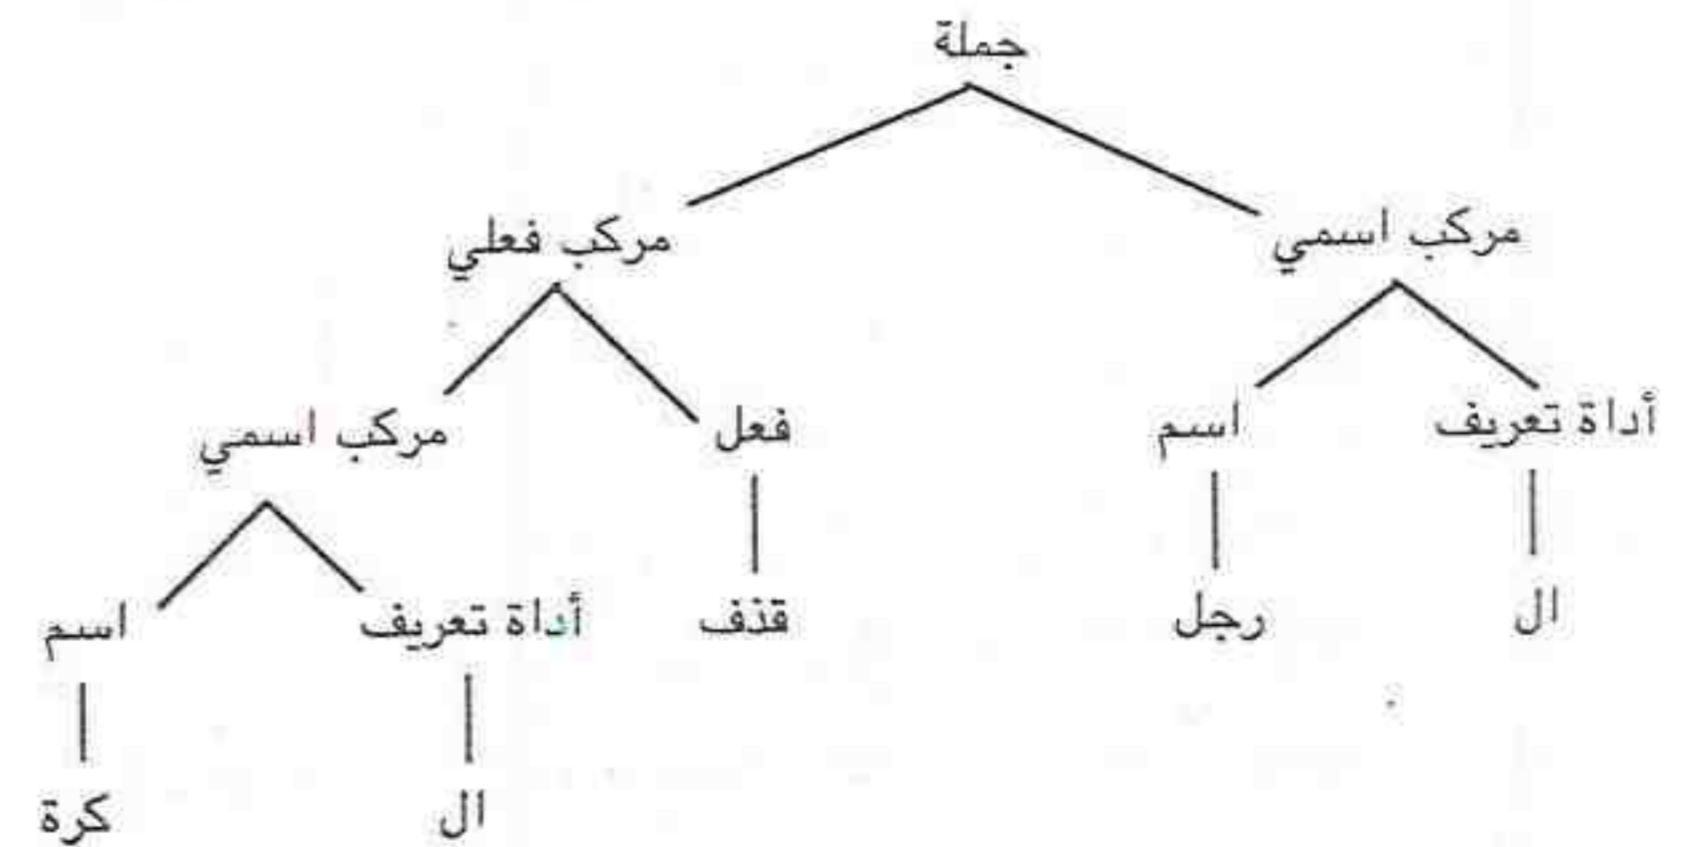 جملة
مركب اسمي مركب فعلي
أداة تعريف اسم فعل مركب اسمي
ال رجل قذف أداة تعريف اسم
ال كرة